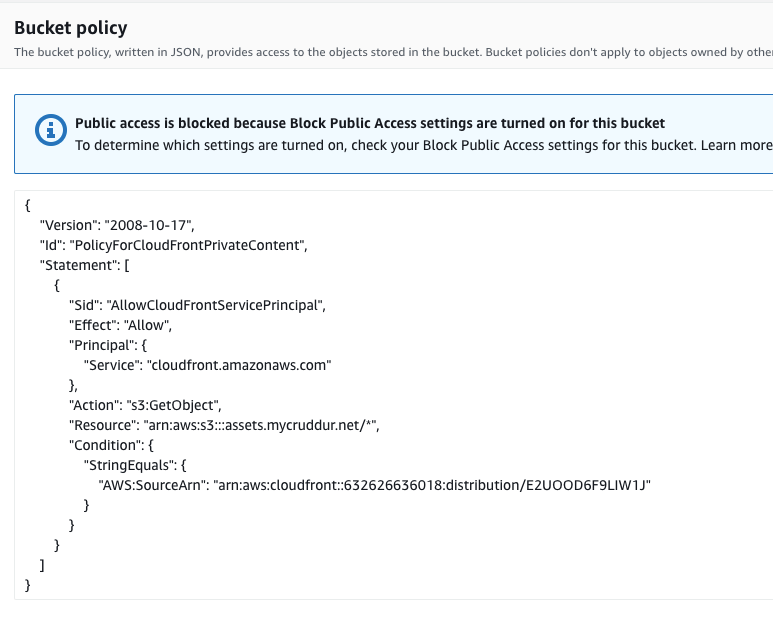 Bucket policy
The bucket policy, written in JSON, provides access to the objects stored in the bucket. Bucket policies don't apply to objects owned by other
Public access is blocked because Block Public Access settings are turned on for this bucket
To determine which settings are turned on, check your Block Public Access settings for this bucket. Learn more
{
"Version": "2008-10-17",
"Id": "PolicyForCloudFrontPrivateContent",
"Statement": [
{
"Sid": "AllowCloudFrontServicePrincipal",
"Effect": "Allow",
"Principal": {
"Service": "cloudfront.amazonaws.com"
},
"Action": "s3:GetObject",
"Resource": "arn:aws:s3:::assets.mycruddur.net/*",
"Condition": {
"StringEquals": {
"AWS:SourceArn": "arn:aws:cloudfront::632626636018:distribution/E2UOOD6F9LIW1J"
}
}
}
]
}